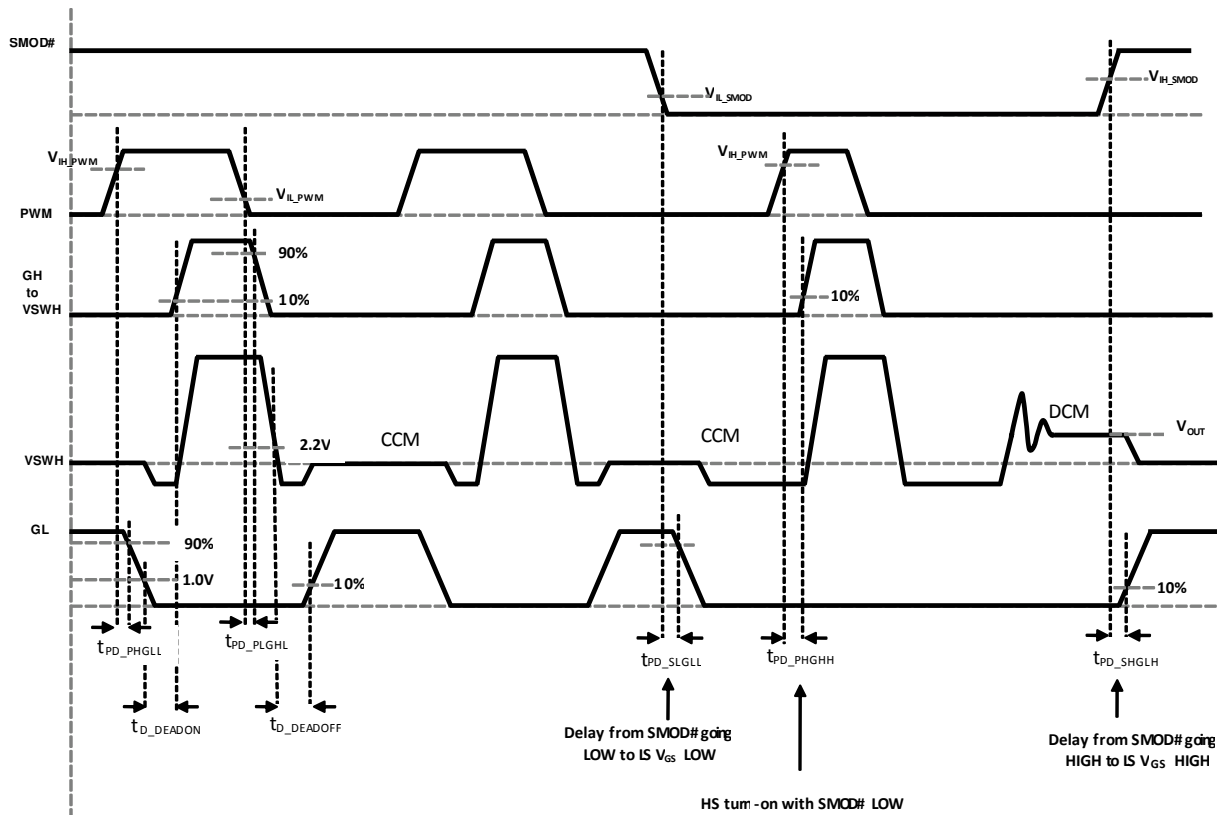 SMOD#
V_IL_SMOD
V_IH_SMOD
V_IH_PWM
V_IL_PWM
V_IH_PWM
PWM
90%
GH
to
VSWH
10%
10%
2.2V
CCM
CCM
DCM
V_OUT
VSWH
GL
90%
1.0V
10%
10%
t_PD_PHGLL
t_PD_PLGHL
t_PD_SLGLL
t_PD_PHGHH
t_PD_SHGLH
t_D_DEADON
t_D_DEADOFF
Delay from SMOD# going
LOW to LS V_GS LOW
Delay from SMOD# going
HIGH to LS V_GS HIGH
HS turn-on with SMOD# LOW